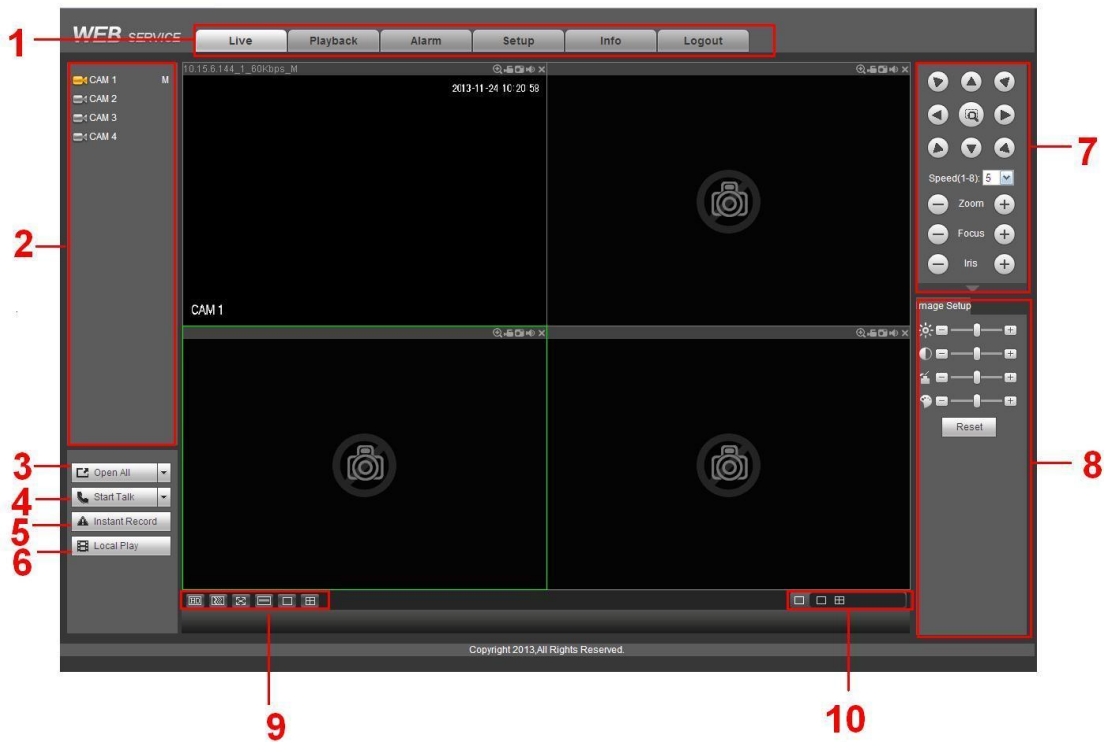 WEB SERVICE
Live Playback Alarm Setup Info Logout
1
CAM 1 M
CAM 2
CAM 3
CAM 4
2
10.15.6.144_1_60Kbps_M
2013-11-24 10:20:58
CAM 1
Speed(1-8): 5
Zoom
Focus
Iris
7
mage Setup
Reset
8
3
Open All
4
Start Talk
5
Instant Record
6
Local Play
HD
9
10
Copyright 2013,All Rights Reserved.